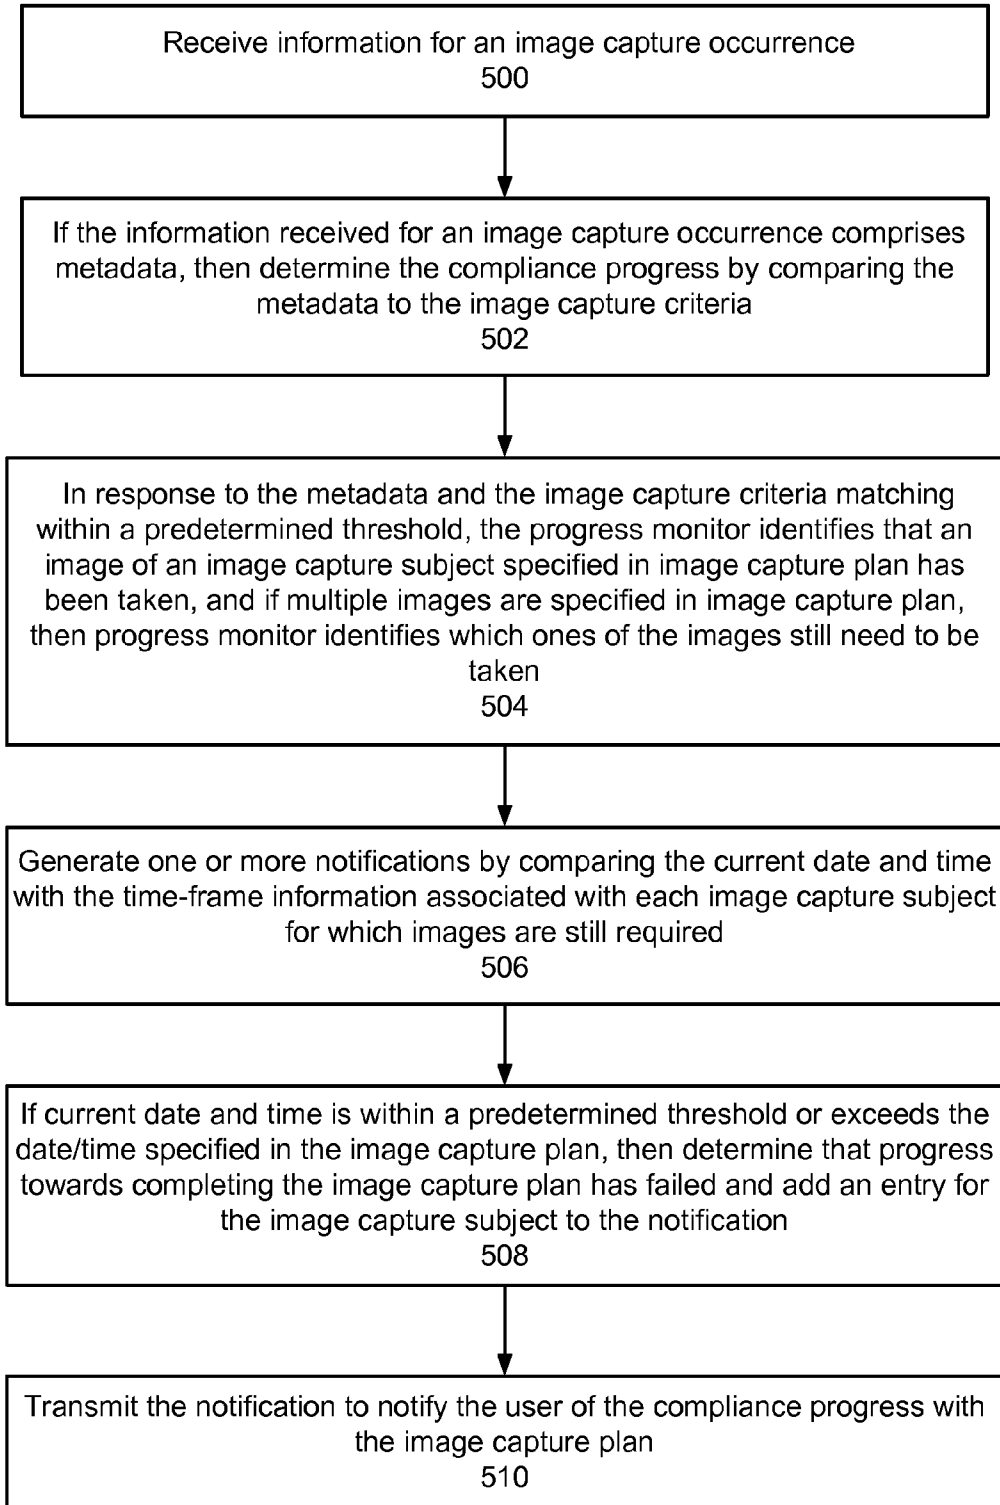 Receive information for an image capture occurrence
500
If the information received for an image capture occurrence comprises
metadata, then determine the compliance progress by comparing the
metadata to the image capture criteria
502
In response to the metadata and the image capture criteria matching
within a predetermined threshold, the progress monitor identifies that an
image of an image capture subject specified in image capture plan has
been taken, and if multiple images are specified in image capture plan,
then progress monitor identifies which ones of the images still need to be
taken
504
Generate one or more notifications by comparing the current date and time
with the time-frame information associated with each image capture subject
for which images are still required
506
If current date and time is within a predetermined threshold or exceeds the
date/time specified in the image capture plan, then determine that progress
towards completing the image capture plan has failed and add an entry for
the image capture subject to the notification
508
Transmit the notification to notify the user of the compliance progress with
the image capture plan
510